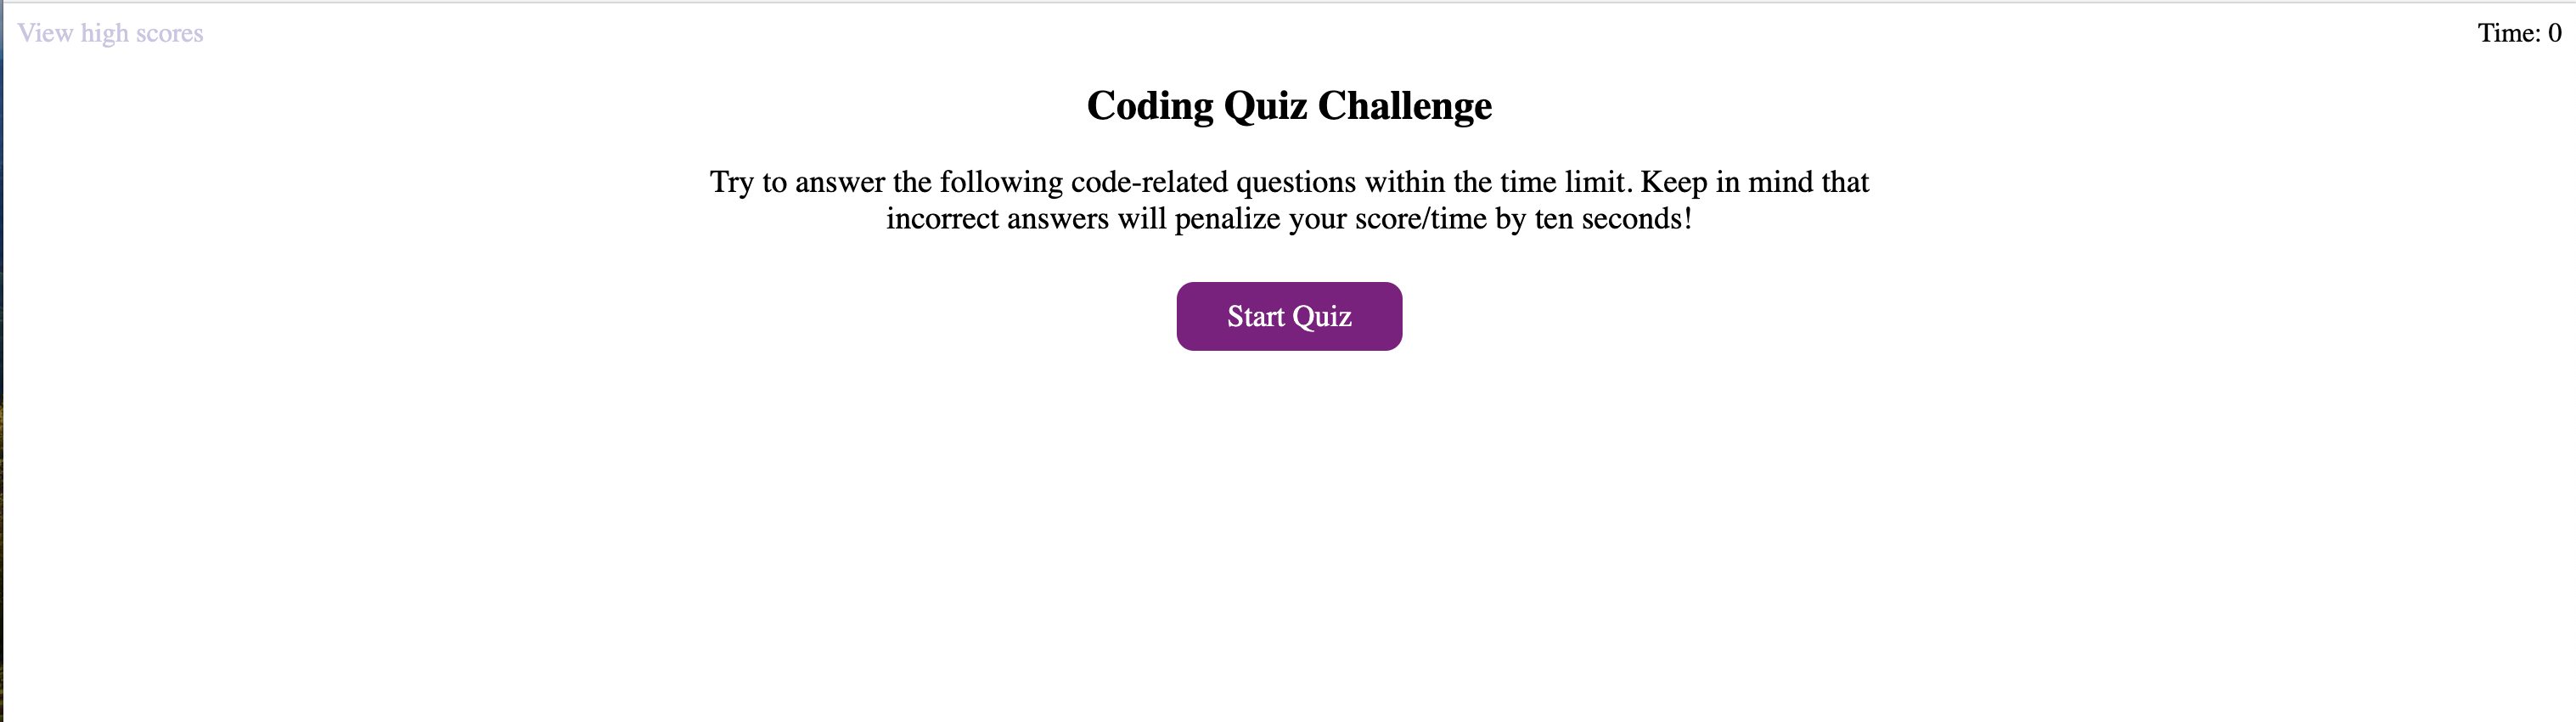 View high scores
Time: 0
Coding Quiz Challenge
Try to answer the following code-related questions within the time limit. Keep in mind that
incorrect answers will penalize your score/time by ten seconds!
Start Quiz